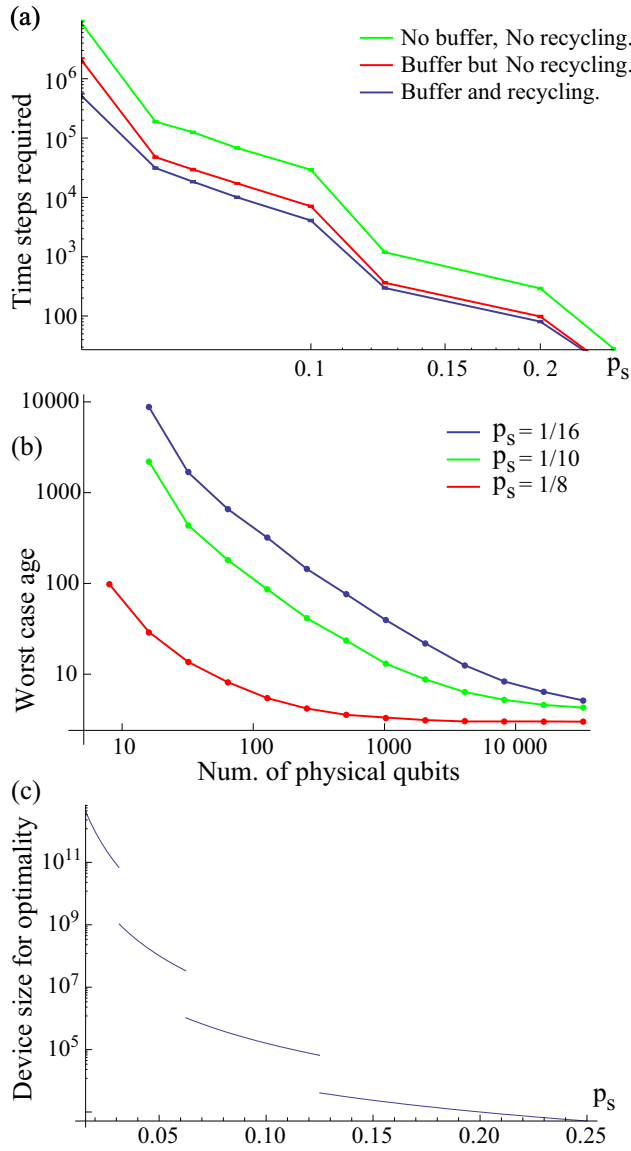 (a)
No buffer, No recycling.
Buffer but No recycling.
Buffer and recycling.
Time steps required
10^6
10^5
10^4
10^3
100
0.1
0.15
0. 2
p_s
(b)
p_s = 1/16
p_s = 1/10
p_s = 1/8
Worst case age
10000
1000
100
10
10
100
1000
10 000
Num. of physical qubits
(c)
Device size for optimality
10^11
10^9
10^7
10^5
p_s
0.05
0.10
0.15
0.20
0.25